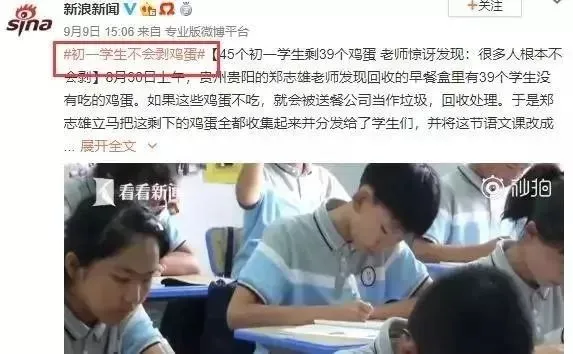 sina
新浪新闻
+关注
9月9日 15:06 来自 专业版微博平台
#初一学生不会剥鸡蛋#【45个初一学生剩39个鸡蛋 老师惊讶发现：很多人根本不
会剥】8月30日上午，贵州贵阳的郑志雄老师发现回收的早餐盒里有39个学生没
有吃的鸡蛋。如果这些鸡蛋不吃，就会被送餐公司当作垃圾，回收处理。于是郑
志雄立马把这剩下的鸡蛋全都收集起来并分发给了学生们，并将这节语文课改成
... 展开全文
看看新闻
秒拍